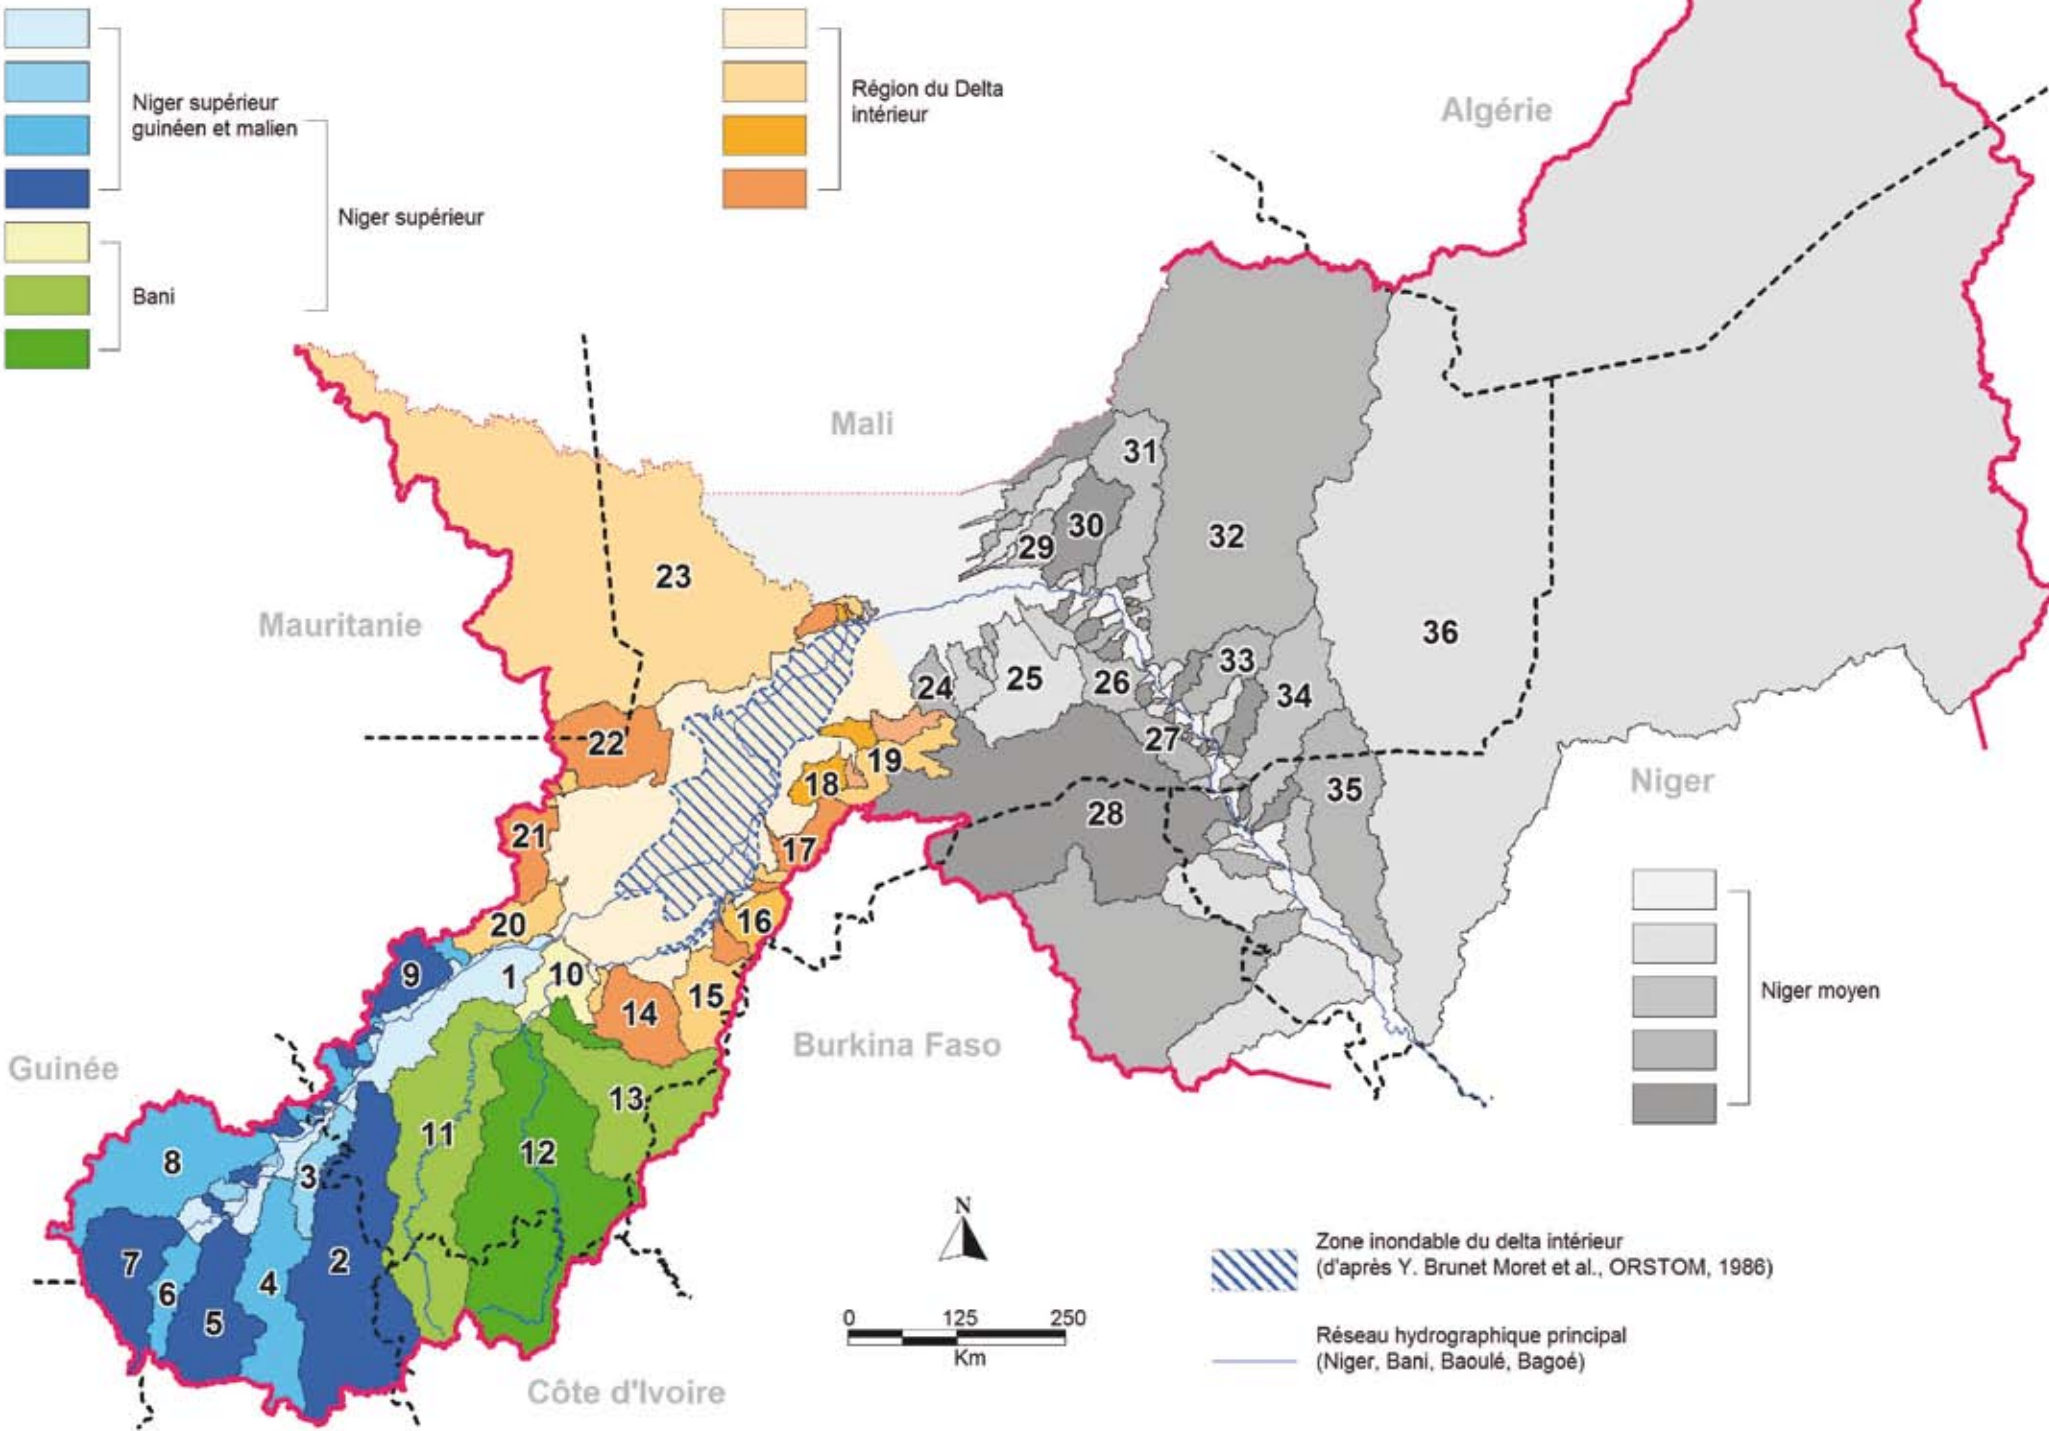 Niger supérieur
guinéen et malien
Niger supérieur
Bani
Région du Delta
intérieur
Algérie
Mali
Mauritanie
Guinée
Burkina Faso
Côte d'Ivoire
Niger
31
30
29
32
23
36
33
24
25
26
34
22
27
19
18
28
35
21
17
20
16
9
1
10
15
14
13
11
12
8
3
7
6
4
2
5
Niger moyen
N
0 125 250
Km
Zone inondable du delta intérieur
(d'après Y. Brunet Moret et al., ORSTOM, 1986)
Réseau hydrographique principal
(Niger, Bani, Baoulé, Bagoé)